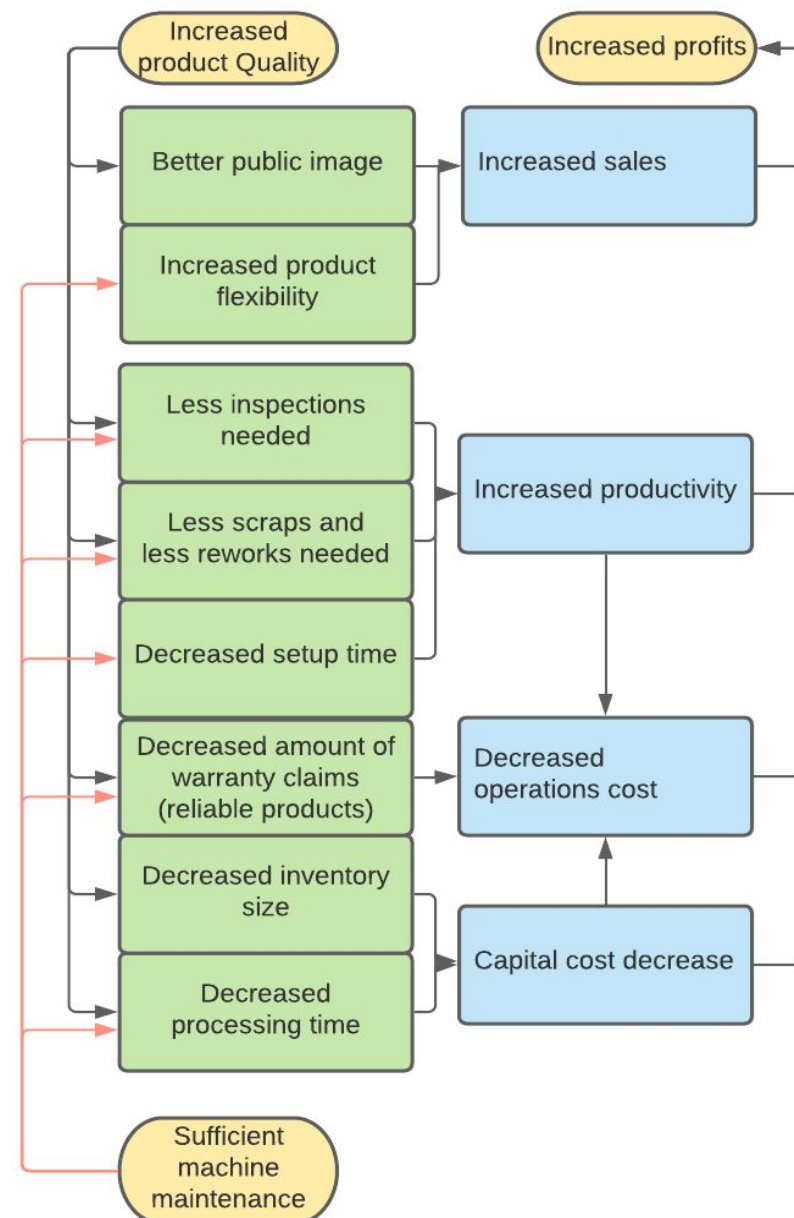 Increased
product Quality
Increased profits
Better public image
Increased sales
Increased product
flexibility
Less inspections
needed
Increased productivity
Less scraps and
less reworks needed
Decreased setup time
Decreased amount of
warranty claims
(reliable products)
Decreased
operations cost
Decreased inventory
size
Capital cost decrease
Decreased
processing time
Sufficient
machine
maintenance